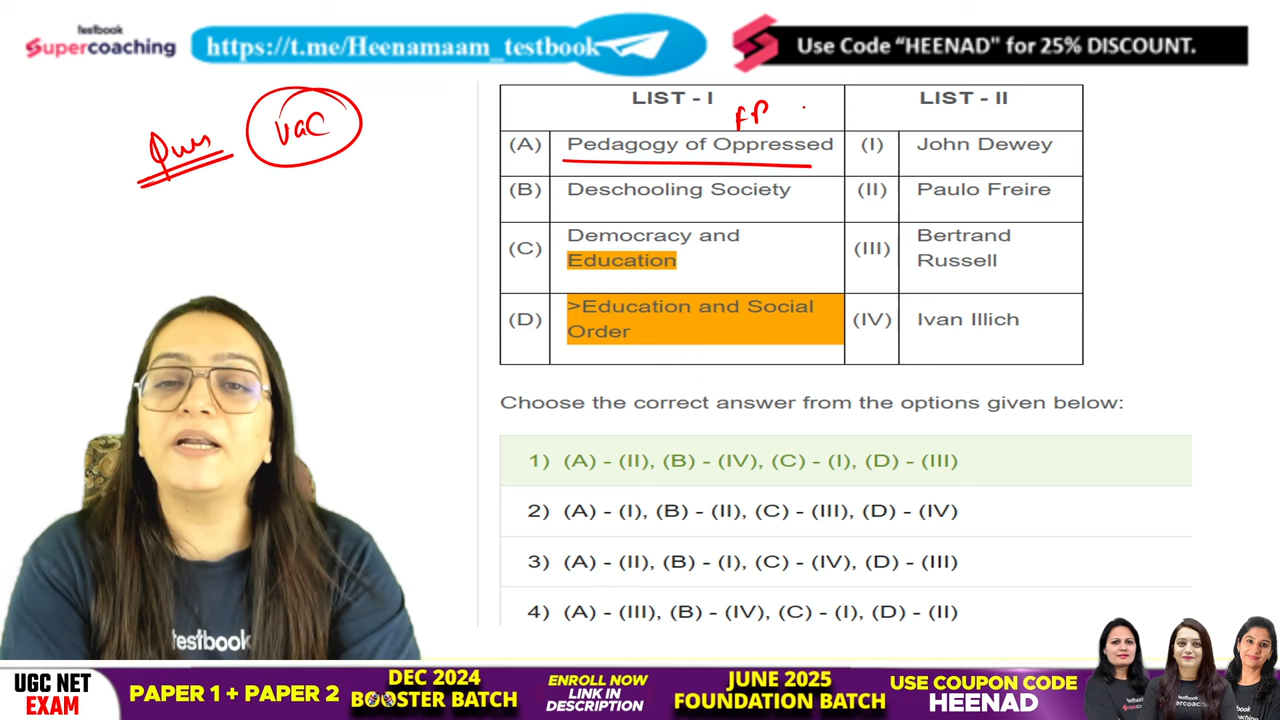 testbook
Supercoaching
https://t.me/Heenamaam_testbook
Use Code "HEENAD" for 25% DISCOUNT.
Ques
vac
FP
LIST - I
LIST - II
(A) Pedagogy of Oppressed (I) John Dewey
(B) Deschooling Society (II) Paulo Freire
(C) Democracy and Education (III) Bertrand Russell
(D) >Education and Social Order (IV) Ivan Illich
Choose the correct answer from the options given below:
1) (A) - (II), (B) - (IV), (C) - (I), (D) - (III)
2) (A) - (I), (B) - (II), (C) - (III), (D) - (IV)
3) (A) - (II), (B) - (I), (C) - (IV), (D) - (III)
4) (A) - (III), (B) - (IV), (C) - (I), (D) - (II)
testbook
UGC NET
EXAM
PAPER 1 + PAPER 2
DEC 2024
BOOSTER BATCH
ENROLL NOW
LINK IN
DESCRIPTION
JUNE 2025
FOUNDATION BATCH
USE COUPON CODE
HEENAD